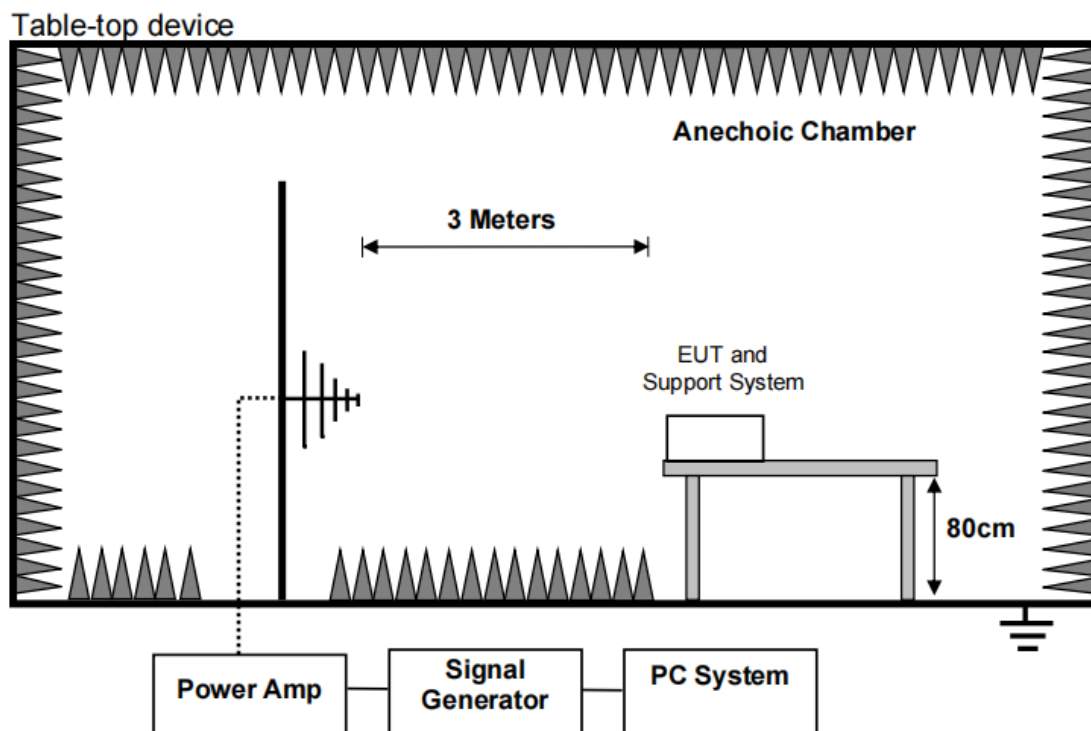 Table-top device
Anechoic Chamber
3 Meters
EUT and
Support System
80cm
Power Amp
Signal
Generator
PC System